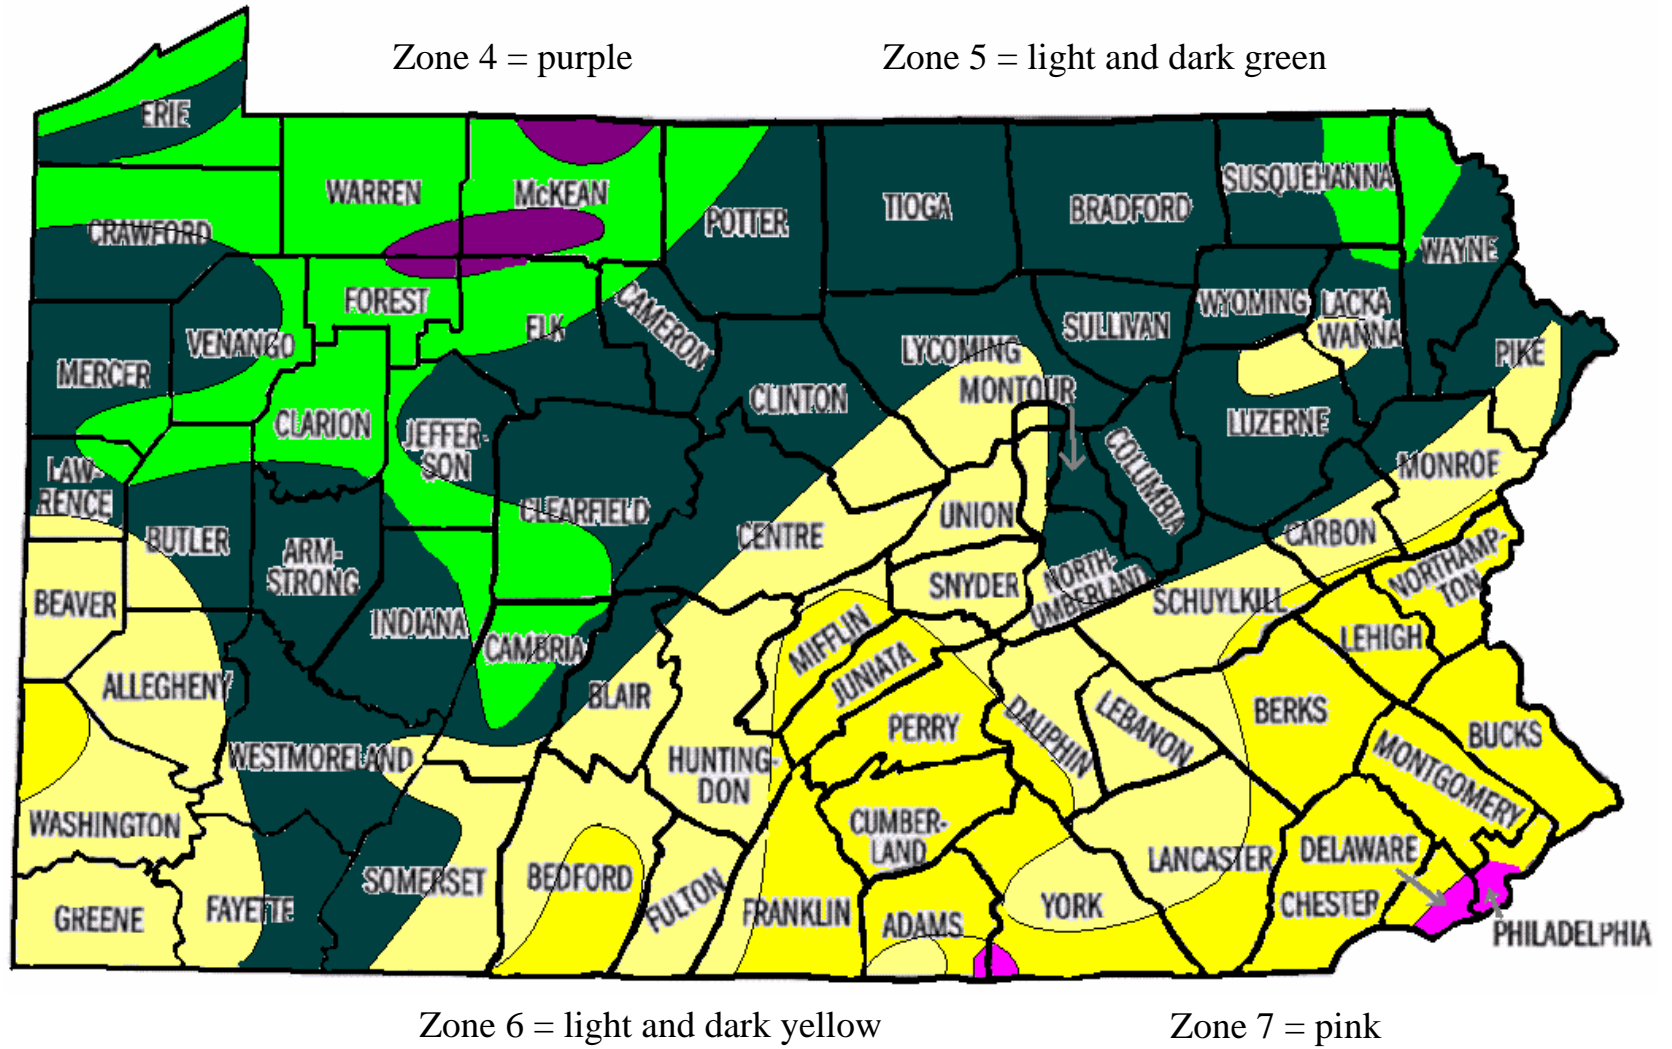 Zone 4 = purple
Zone 5 = light and dark green
ERIE
WARREN
McKEAN
SUSQUEHANNA
CRAWFORD
POTTER
TIOGA
BRADFORD
WAYNE
FOREST
ELK
CAMERON
WYOMING
LACKA
WANNA
VENANGO
SULLIVAN
LYCOMING
PIKE
MERCER
MONTOUR
CLINTON
CLARION
JEFFER-
SON
LUZERNE
COLUMBIA
LAW-
RENCE
MONROE
CLEARFIELD
UNION
CENTRE
CARBON
BUTLER
ARM-
STRONG
NORTHAMP-
TON
SNYDER
NORTH-
UMBERLAND
BEAVER
INDIANA
SCHUYLKILL
MIFFLIN
LEHIGH
CAMBRIA
JUNIATA
ALLEGHENY
BLAIR
PERRY
DAUPHIN
LEBANON
BERKS
BUCKS
WESTMORELAND
HUNTING-
DON
MONTGOMERY
WASHINGTON
CUMBER-
LAND
LANCASTER
DELAWARE
SOMERSET
BEDFORD
FULTON
FRANKLIN
YORK
CHESTER
GREENE
FAYETTE
ADAMS
PHILADELPHIA
Zone 6 = light and dark yellow
Zone 7 = pink